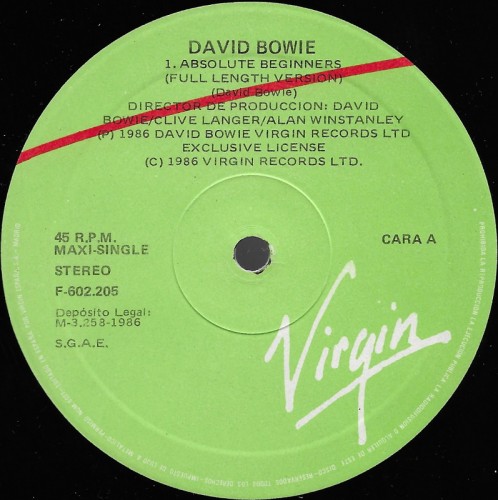 DAVID BOWIE
1. ABSOLUTE BEGINNERS
(FULL LENGTH VERSION)
(David Bowie)
DIRECTOR DE PRODUCCION: DAVID
BOWIE/CLIVE LANGER/ALAN WINSTANLEY
(P) 1986 DAVID BOWIE VIRGIN RECORDS LTD
EXCLUSIVE LICENSE
(C) 1986 VIRGIN RECORDS LTD.
45 R.P.M.
MAXI-SINGLE
STEREO
F-602.205
Depósito Legal:
M-3.258-1986
S.G.A.E.
CARA A
Virgin